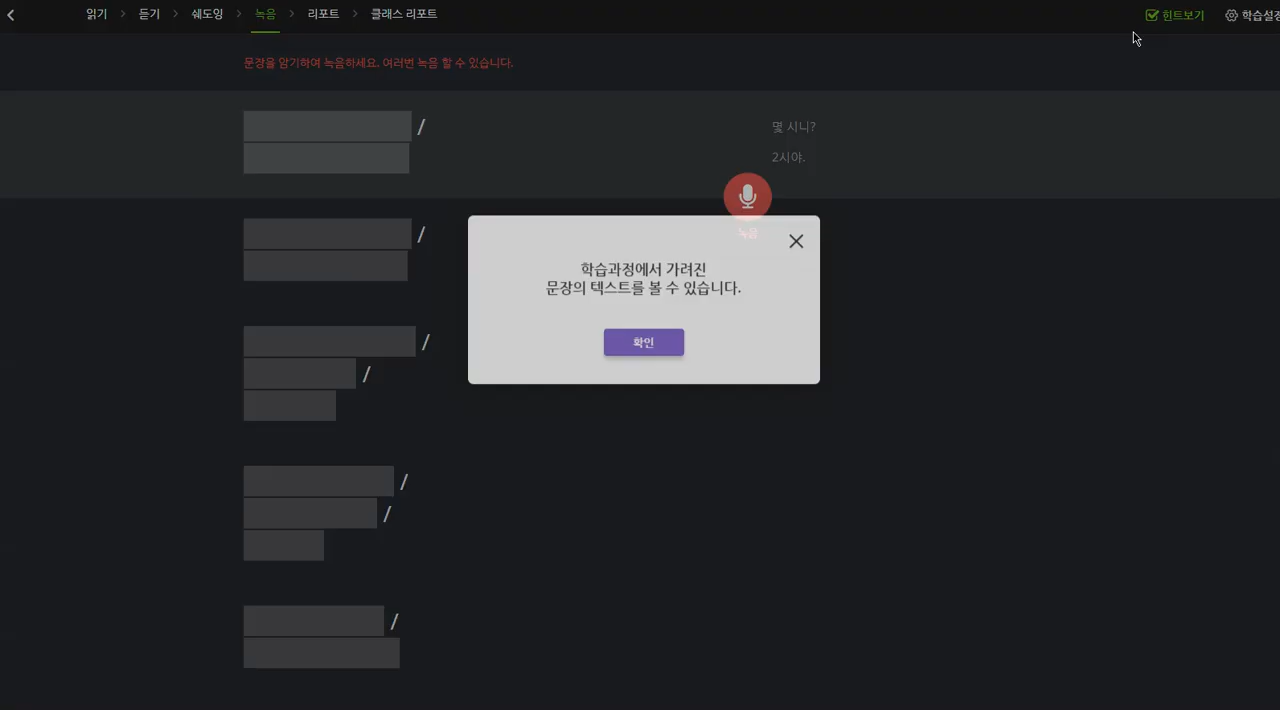 읽기 > 듣기 > 쉐도잉 > 녹음 > 리포트 > 클래스 리포트
힌트보기
학습설정
문장을 암기하여 녹음하세요. 여러번 녹음 할 수 있습니다.
/
몇 시니?
2시야.
녹음
/
학습과정에서 가려진
문장의 텍스트를 볼 수 있습니다.
확인
/
/
/
/
/